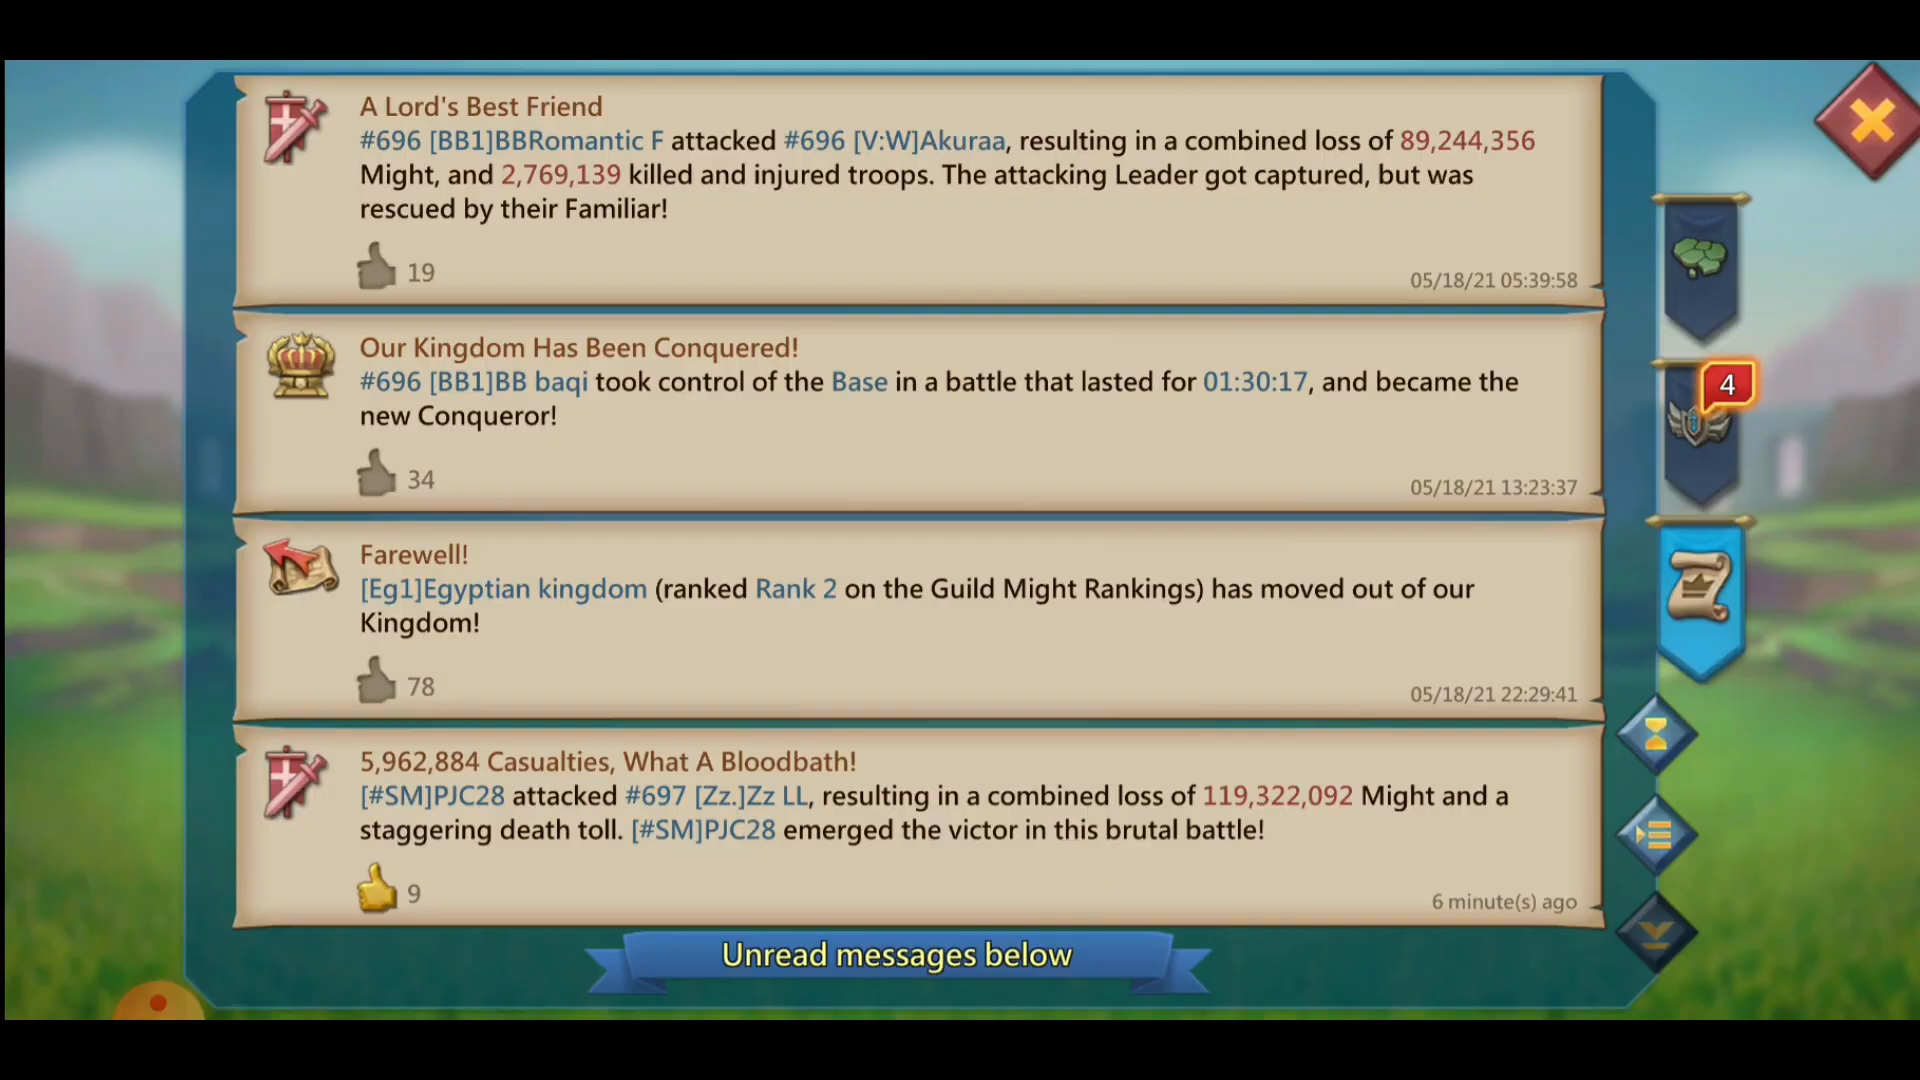 A Lord's Best Friend
#696 [BB1]BBRomantic F attacked #696 [V:W]Akuraa, resulting in a combined loss of 89,244,356
Might, and 2,769,139 killed and injured troops. The attacking Leader got captured, but was
rescued by their Familiar!
19
05/18/21 05:39:58
Our Kingdom Has Been Conquered!
#696 [BB1]BB baqi took control of the Base in a battle that lasted for 01:30:17, and became the
new Conqueror!
34
05/18/21 13:23:37
4
Farewell!
[Eg1]Egyptian kingdom (ranked Rank 2 on the Guild Might Rankings) has moved out of our
Kingdom!
78
05/18/21 22:29:41
5,962,884 Casualties, What A Bloodbath!
[#SM]PJC28 attacked #697 [Zz.]Zz LL, resulting in a combined loss of 119,322,092 Might and a
staggering death toll. [#SM]PJC28 emerged the victor in this brutal battle!
9
6 minute(s) ago
Unread messages below